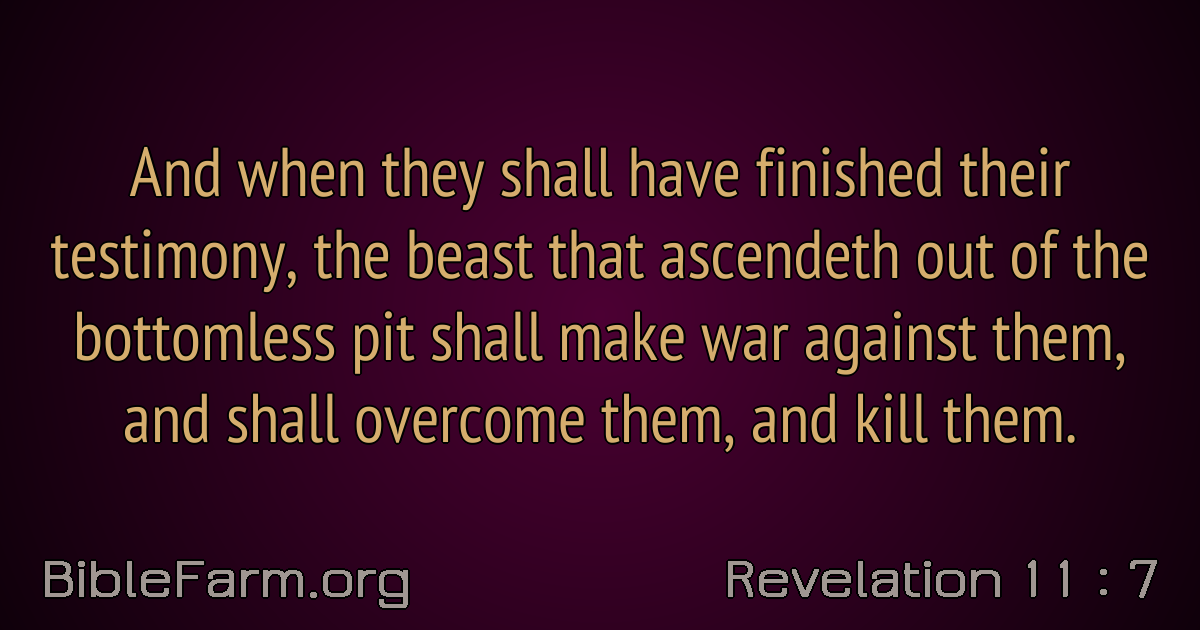 And when they shall have finished their
testimony, the beast that ascendeth out of the
bottomless pit shall make war against them,
and shall overcome them, and kill them.
BibleFarm.org
Revelation 11 : 7